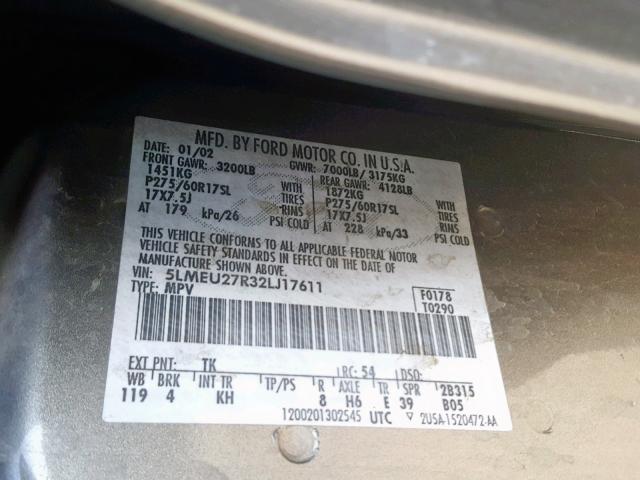 MFD. BY FORD MOTOR CO. IN U.S.A.
DATE: 01/02 GVWR: 7000LB/ 3175KG
FRONT GAWR: 3200LB REAR GAWR: 4128LB
1451KG WITH 1872KG WITH
P275/60R17SL TIRES P275/60R17SL TIRES
17X7.5J RIMS 17X7.5J RIMS
AT 179 kPa/26 PSI COLD AT 228 kPa/33 PSI COLD
THIS VEHICLE CONFORMS TO ALL APPLICABLE FEDERAL MOTOR
VEHICLE SAFETY STANDARDS IN EFFECT ON THE DATE OF
MANUFACTURE SHOWN ABOVE.
VIN: 5LMEU27R32LJ17611
TYPE: MPV
F0178
T0290
EXT PNT: TK RC: 54 DSO:
WB BRK INT TR TP/PS R AXLE TR SPR 2B315
119 4 KH 8 H6 E 39 B05
1200201302545 UTC ▽ 2U5A-1520472-AA